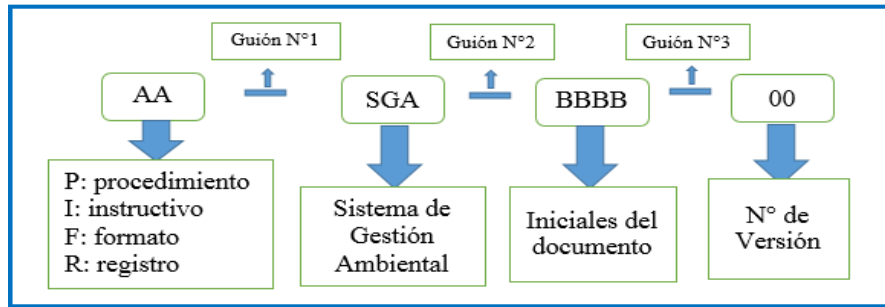 Guión N°1
Guión N°2
Guión N°3
AA
SGA
BBBB
00
P: procedimiento
I: instructivo
F: formato
R: registro
Sistema de
Gestión
Ambiental
Iniciales del
documento
N° de
Versión